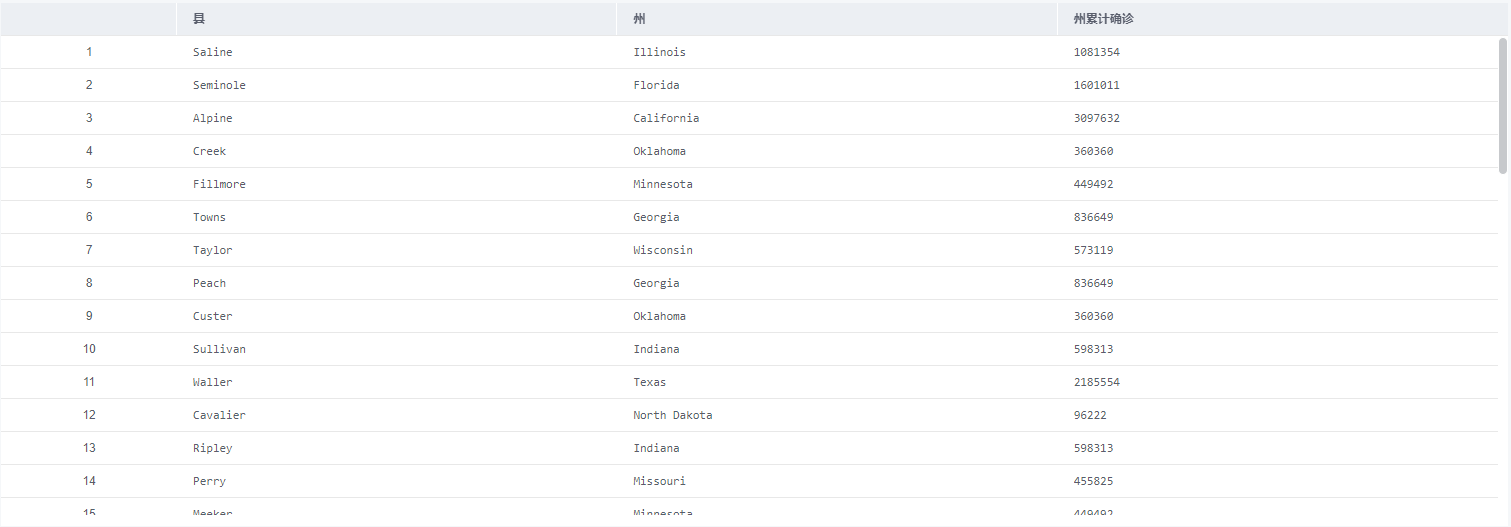 县 州 州累计确诊
1 Saline Illinois 1081354
2 Seminole Florida 1601011
3 Alpine California 3097632
4 Creek Oklahoma 360360
5 Fillmore Minnesota 449492
6 Towns Georgia 836649
7 Taylor Wisconsin 573119
8 Peach Georgia 836649
9 Custer Oklahoma 360360
10 Sullivan Indiana 598313
11 Waller Texas 2185554
12 Cavalier North Dakota 96222
13 Ripley Indiana 598313
14 Perry Missouri 455825
15 Meeker Minnesota 449492